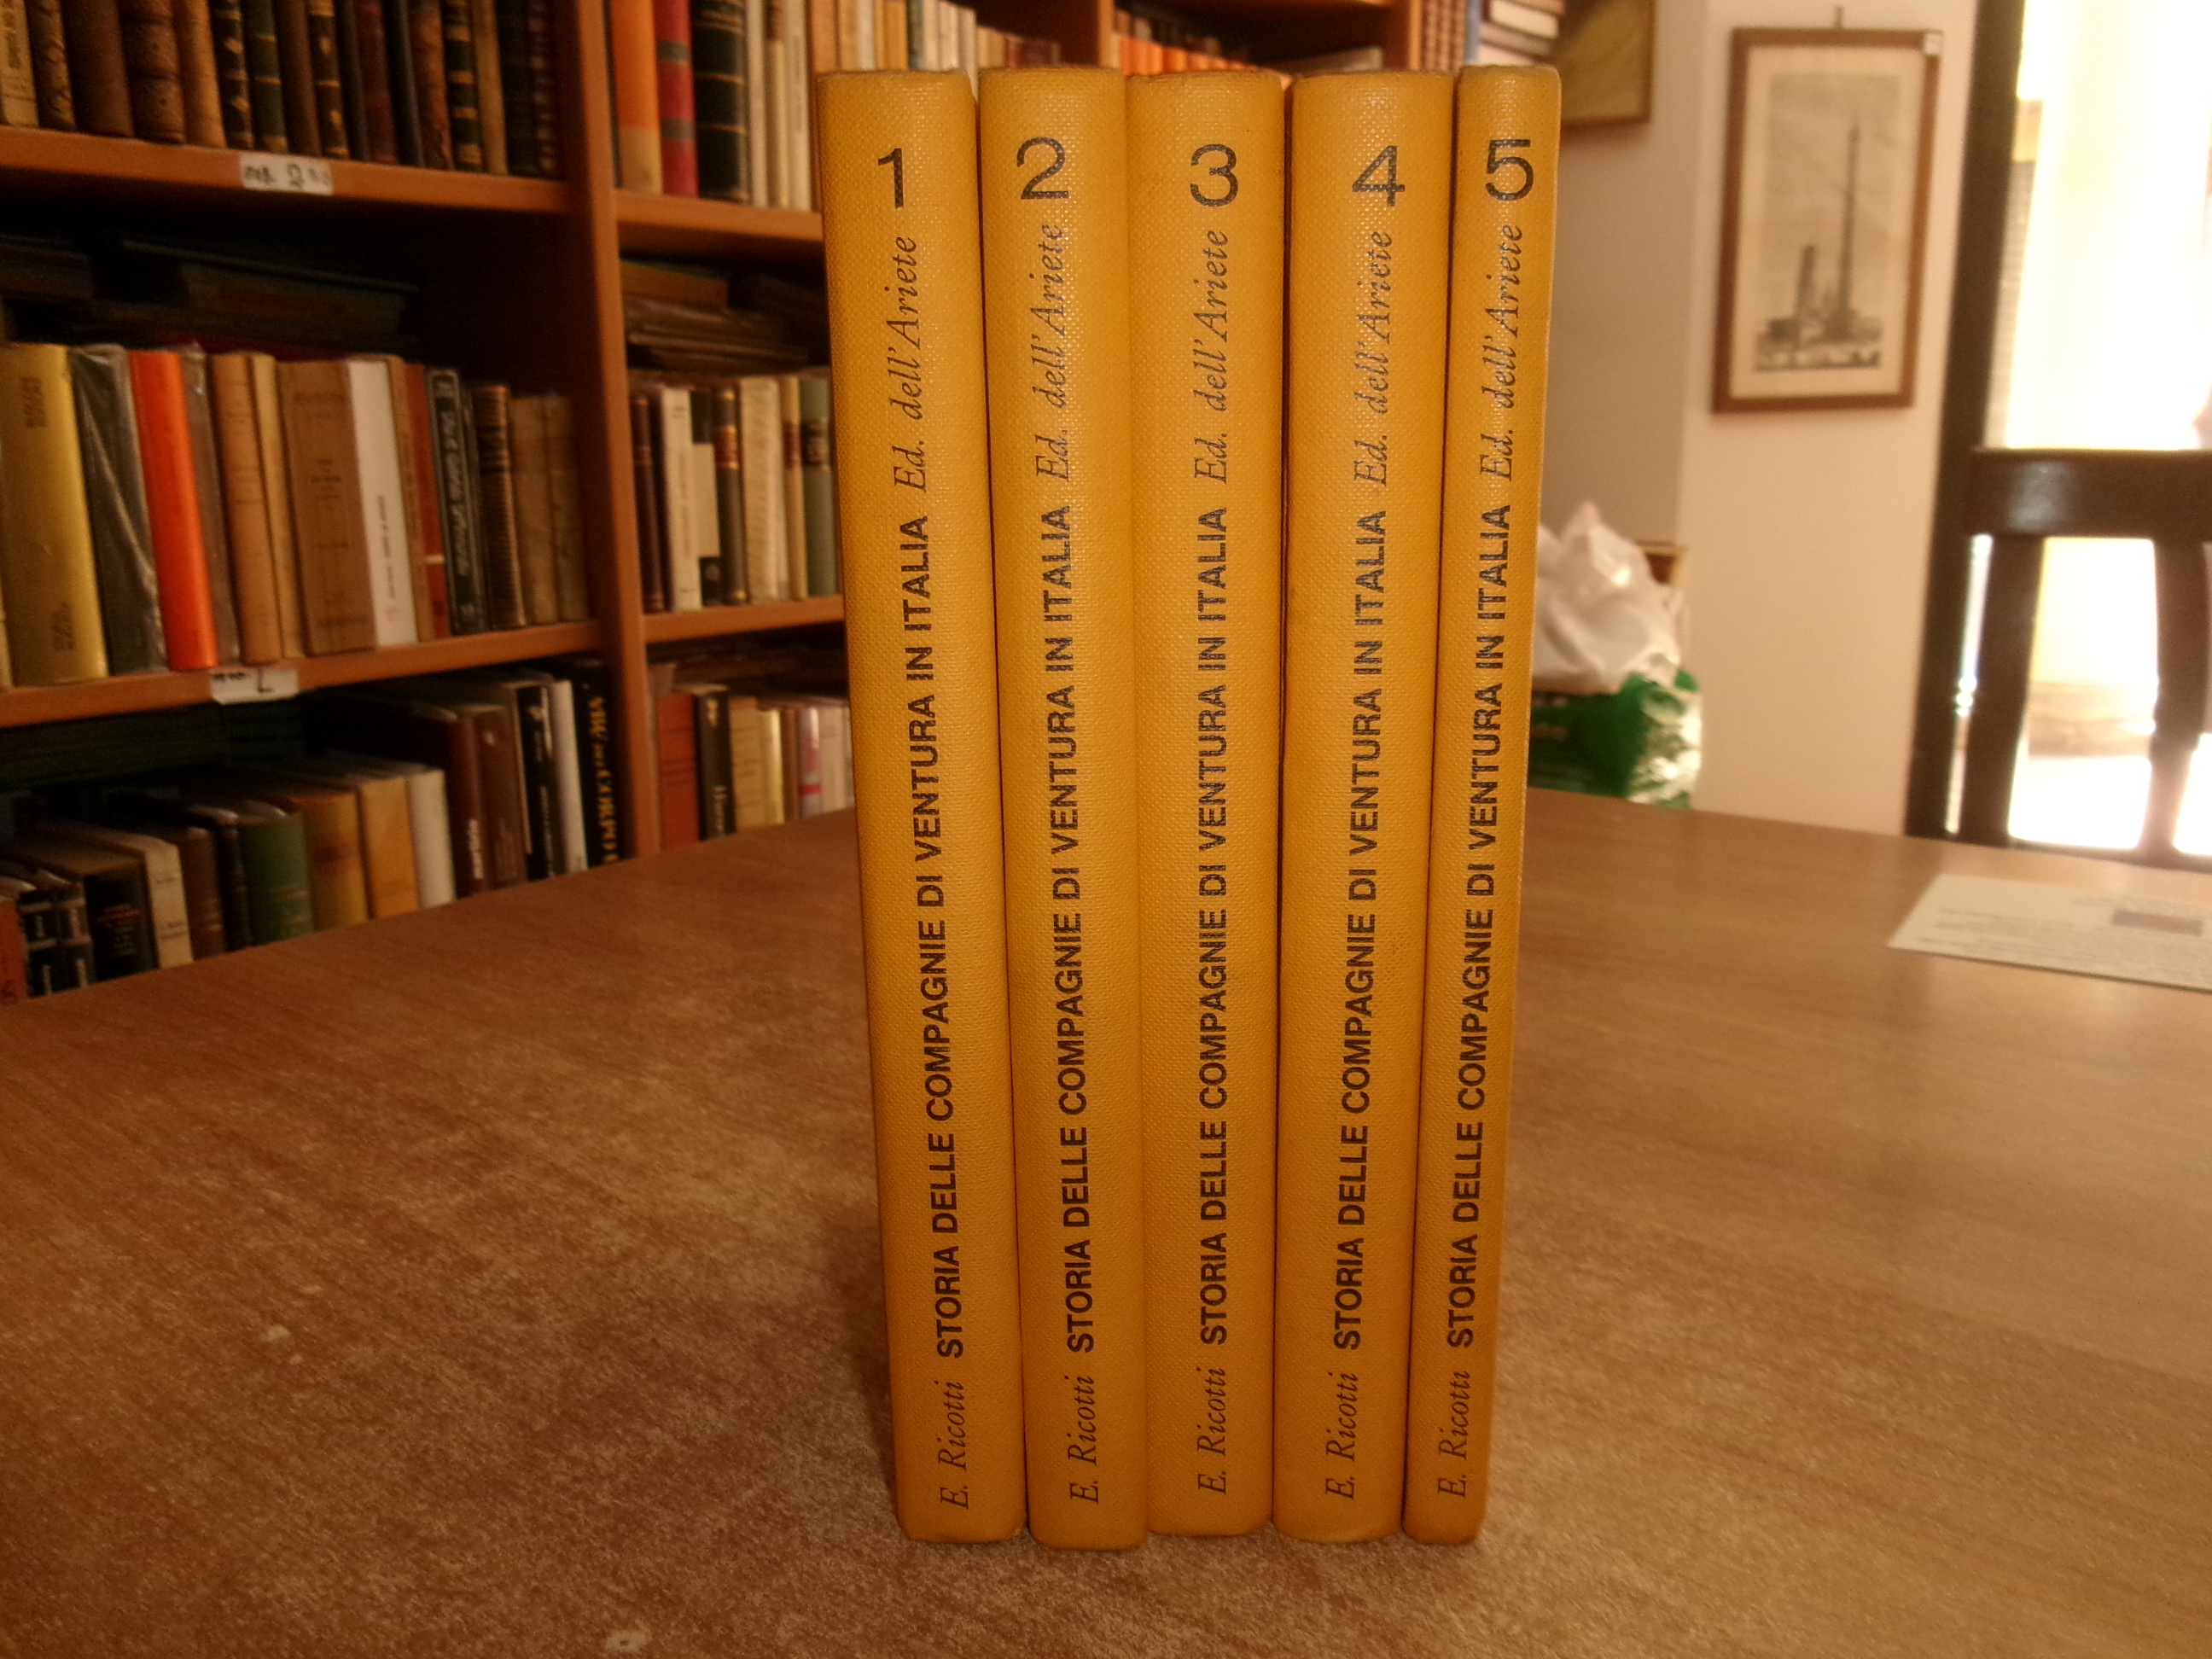 E. Ricotti STORIA DELLE COMPAGNIE DI VENTURA IN ITALIA Ed. dell'Ariete 1
E. Ricotti STORIA DELLE COMPAGNIE DI VENTURA IN ITALIA Ed. dell'Ariete 2
E. Ricotti STORIA DELLE COMPAGNIE DI VENTURA IN ITALIA Ed. dell'Ariete 3
E. Ricotti STORIA DELLE COMPAGNIE DI VENTURA IN ITALIA Ed. dell'Ariete 4
E. Ricotti STORIA DELLE COMPAGNIE DI VENTURA IN ITALIA Ed. dell'Ariete 5